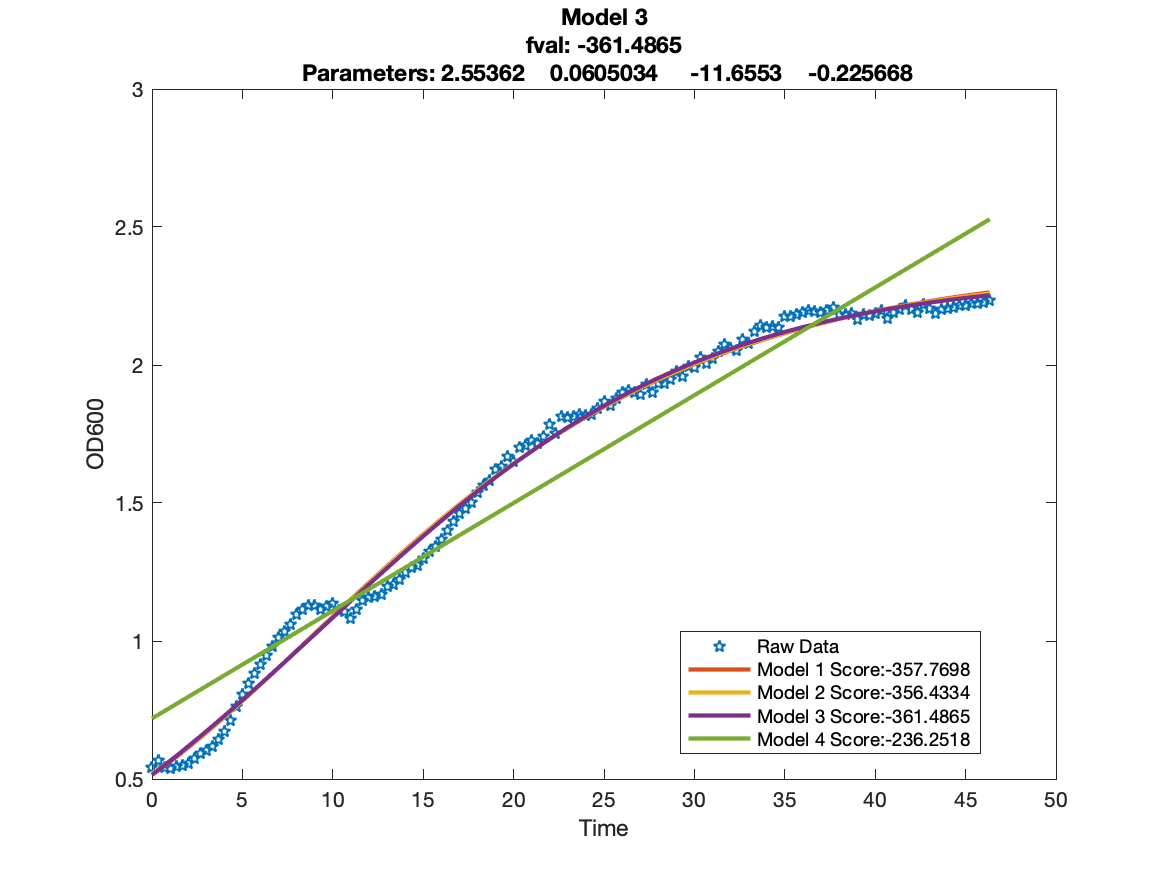 Model 3
fval: -361.4865
Parameters: 2.55362 0.0605034 -11.6553 -0.225668
3
2.5
2
1.5
1
0.5
OD600
0 5 10 15 20 25 30 35 40 45 50
Time
Raw Data
Model 1 Score:-357.7698
Model 2 Score:-356.4334
Model 3 Score:-361.4865
Model 4 Score:-236.2518